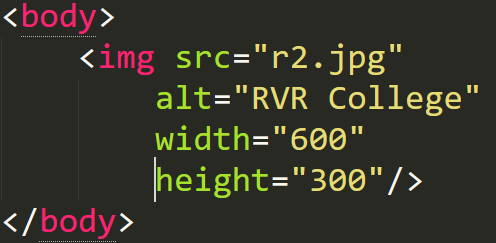 <body>
<img src="r2.jpg"
alt="RVR College"
width="600"
height="300"/>
</body>